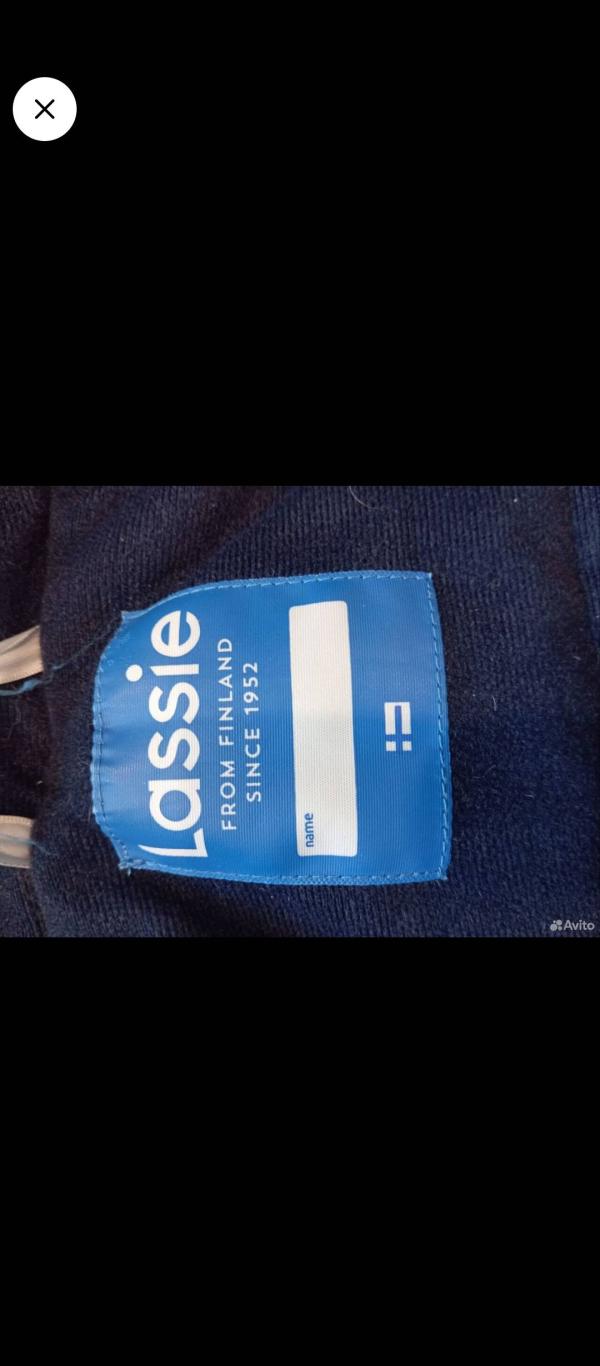 Lassie
FROM FINLAND
SINCE 1952
name
Avito